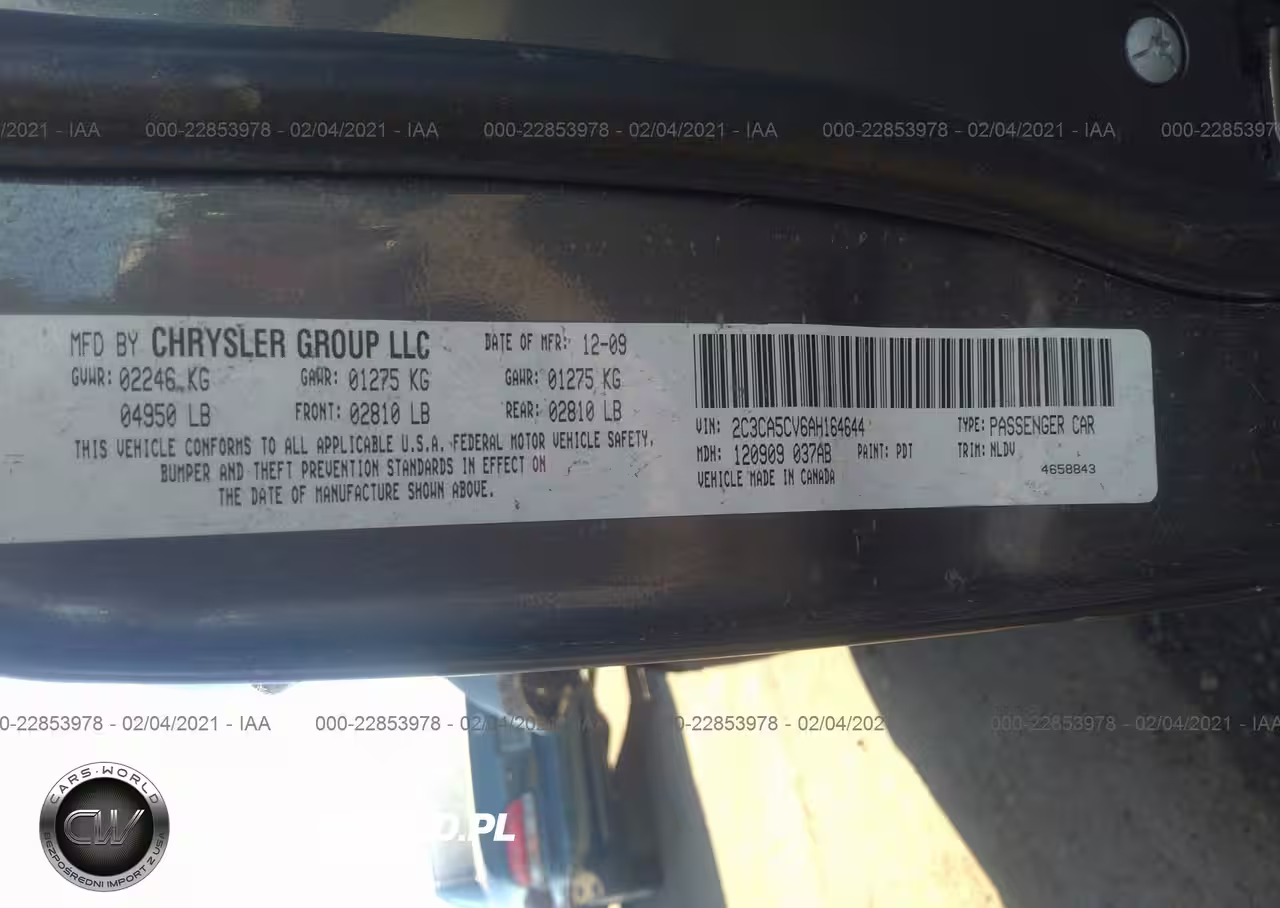 /2021 - IAA 000-22853978 - 02/04/2021 - IAA 000-22853978 - 02/04/2021 - IAA 000-22853978 - 02/04/2021 - IAA 000-22853978
MFD BY CHRYSLER GROUP LLC DATE OF MFR: 12-09
GVWR: 02246 KG GAWR: 01275 KG GAWR: 01275 KG
04950 LB FRONT: 02810 LB REAR: 02810 LB
THIS VEHICLE CONFORMS TO ALL APPLICABLE U.S.A. FEDERAL MOTOR VEHICLE SAFETY,
BUMPER AND THEFT PREVENTION STANDARDS IN EFFECT ON
THE DATE OF MANUFACTURE SHOWN ABOVE.
VIN: 2C3CA5CV6AH164644 TYPE: PASSENGER CAR
MDH: 120909 037AB PAINT: PDT TRIM: NLDV
VEHICLE MADE IN CANADA 4658843
0-22853978 - 02/04/2021 - IAA 000-22853978 - 02/04/2021 - IAA 0-22853978 - 02/04/202 000-22853978 - 02/04/2021 - IAA
CARS-WORLD
CW
BEZPOŚREDNI IMPORT Z USA
D.PL